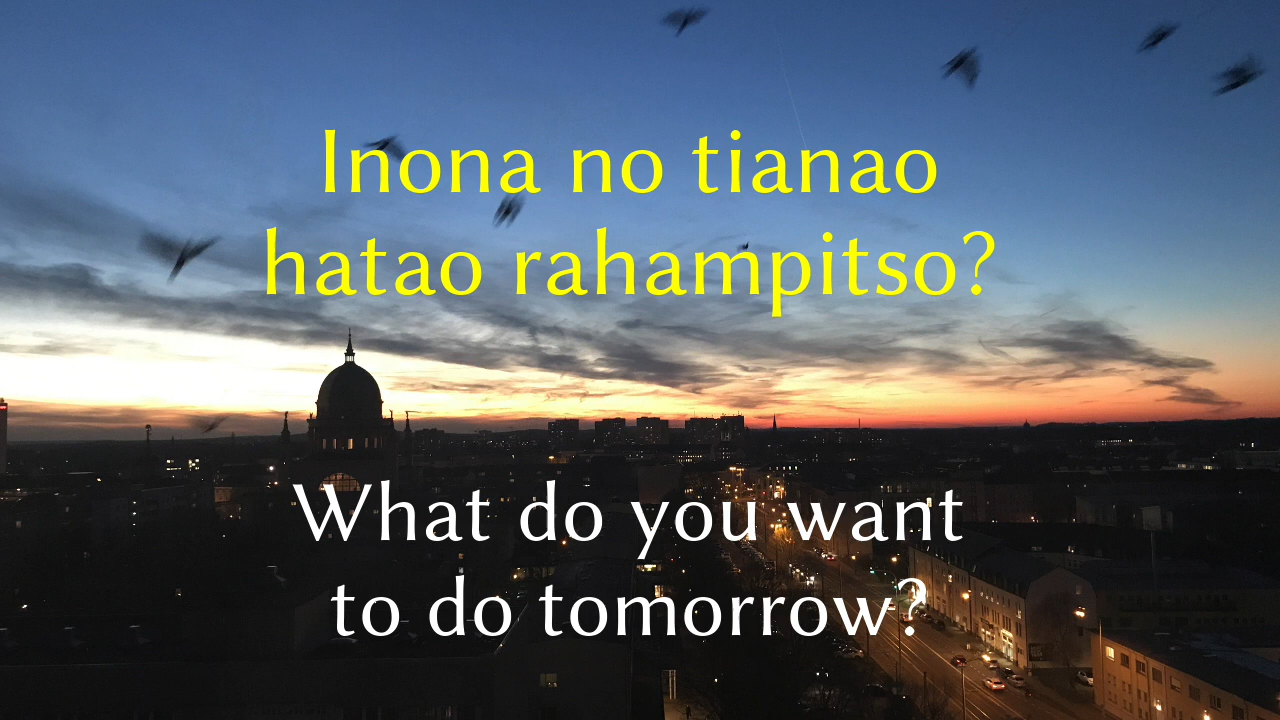 Inona no tianao
hatao rahampitso?
What do you want
to do tomorrow?